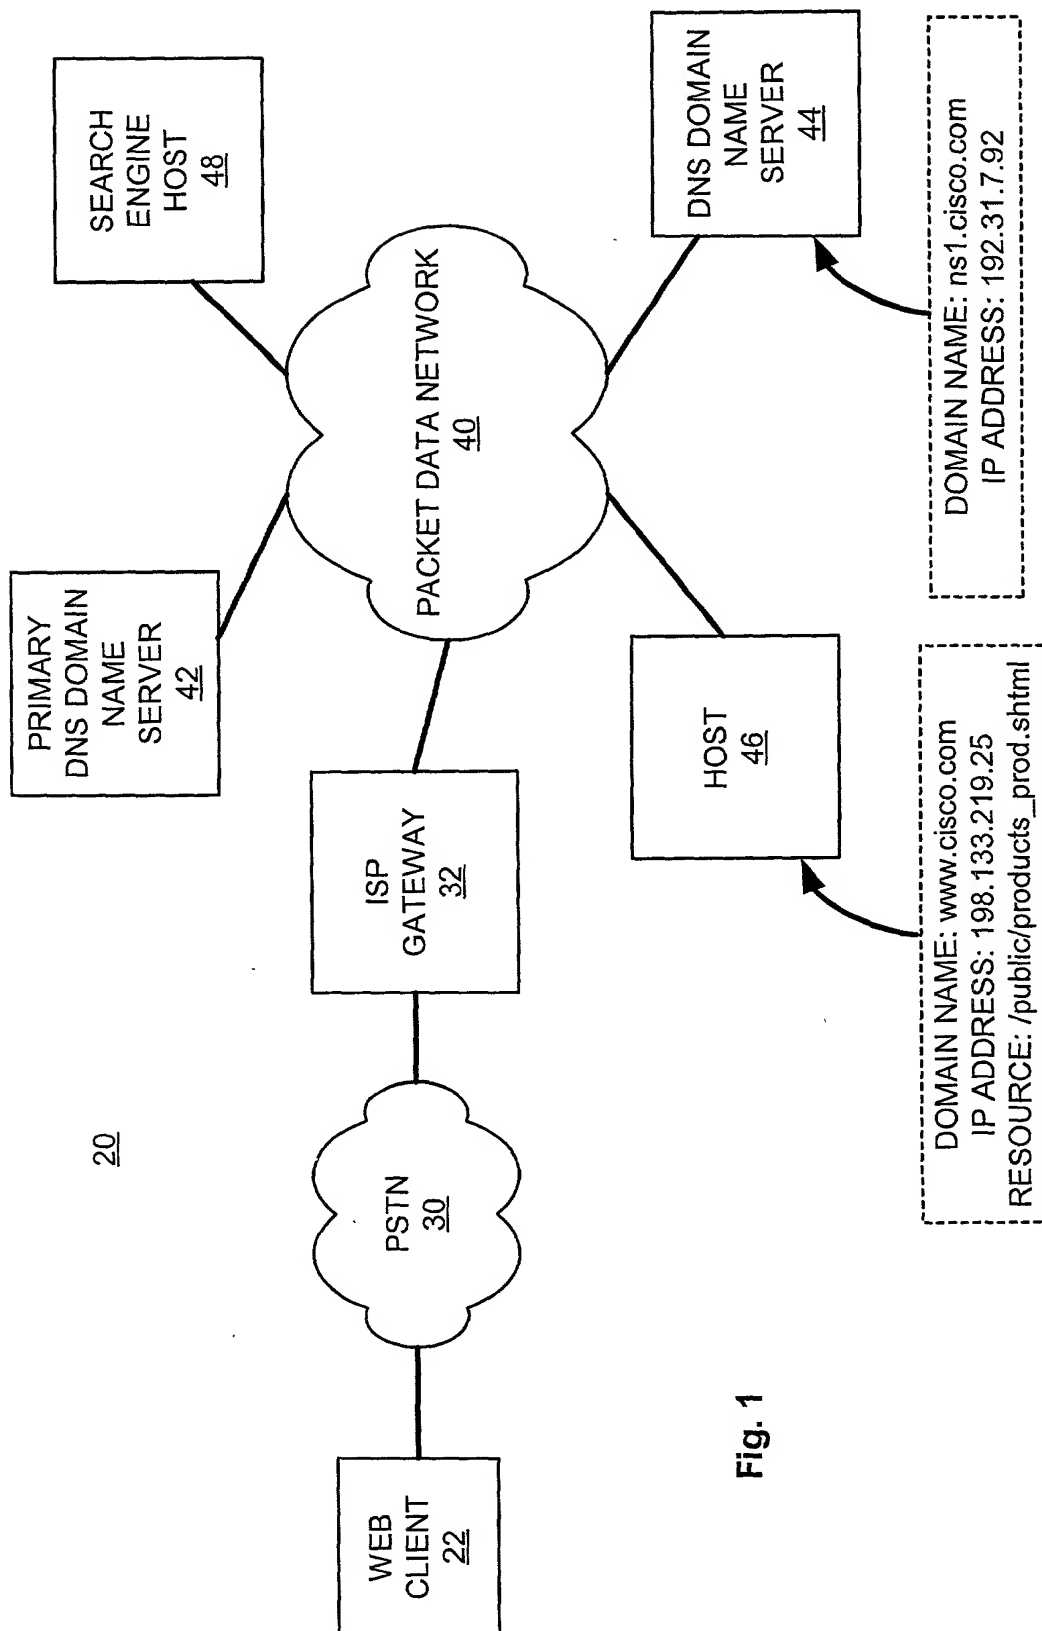 20
PRIMARY
DNS DOMAIN
NAME
SERVER
42
SEARCH
ENGINE
HOST
48
WEB
CLIENT
22
PSTN
30
ISP
GATEWAY
32
PACKET DATA NETWORK
40
HOST
46
DNS DOMAIN
NAME
SERVER
44
DOMAIN NAME: www.cisco.com
IP ADDRESS: 198.133.219.25
RESOURCE: /public/products_prod.shtml
DOMAIN NAME: ns1.cisco.com
IP ADDRESS: 192.31.7.92
Fig. 1